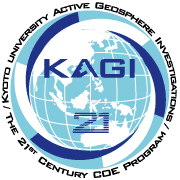 KAGI
21
/ KYOTO UNIVERSITY ACTIVE GEOSPHERE INVESTIGATIONS
/ THE 21ST CENTURY COE PROGRAM